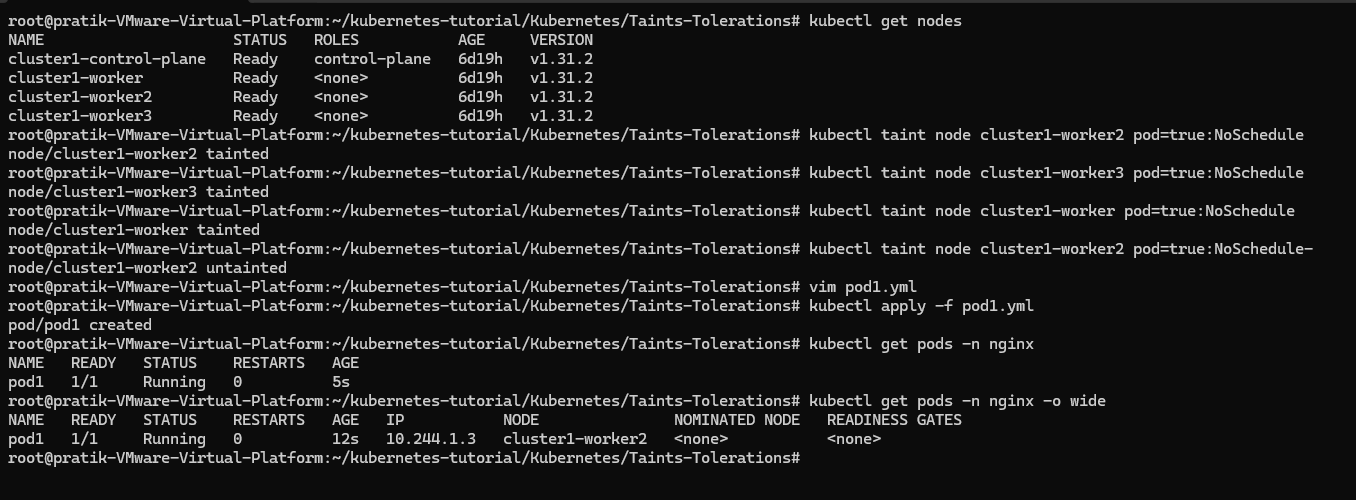 root@pratik-VMware-Virtual-Platform:~/kubernetes-tutorial/Kubernetes/Taints-Tolerations# kubectl get nodes
NAME                     STATUS   ROLES           AGE     VERSION
cluster1-control-plane   Ready    control-plane   6d19h   v1.31.2
cluster1-worker          Ready    <none>          6d19h   v1.31.2
cluster1-worker2         Ready    <none>          6d19h   v1.31.2
cluster1-worker3         Ready    <none>          6d19h   v1.31.2
root@pratik-VMware-Virtual-Platform:~/kubernetes-tutorial/Kubernetes/Taints-Tolerations# kubectl taint node cluster1-worker2 pod=true:NoSchedule
node/cluster1-worker2 tainted
root@pratik-VMware-Virtual-Platform:~/kubernetes-tutorial/Kubernetes/Taints-Tolerations# kubectl taint node cluster1-worker3 pod=true:NoSchedule
node/cluster1-worker3 tainted
root@pratik-VMware-Virtual-Platform:~/kubernetes-tutorial/Kubernetes/Taints-Tolerations# kubectl taint node cluster1-worker pod=true:NoSchedule
node/cluster1-worker tainted
root@pratik-VMware-Virtual-Platform:~/kubernetes-tutorial/Kubernetes/Taints-Tolerations# kubectl taint node cluster1-worker2 pod=true:NoSchedule-
node/cluster1-worker2 untainted
root@pratik-VMware-Virtual-Platform:~/kubernetes-tutorial/Kubernetes/Taints-Tolerations# vim pod1.yml
root@pratik-VMware-Virtual-Platform:~/kubernetes-tutorial/Kubernetes/Taints-Tolerations# kubectl apply -f pod1.yml
pod/pod1 created
root@pratik-VMware-Virtual-Platform:~/kubernetes-tutorial/Kubernetes/Taints-Tolerations# kubectl get pods -n nginx
NAME   READY   STATUS    RESTARTS   AGE
pod1   1/1     Running   0          5s
root@pratik-VMware-Virtual-Platform:~/kubernetes-tutorial/Kubernetes/Taints-Tolerations# kubectl get pods -n nginx -o wide
NAME   READY   STATUS    RESTARTS   AGE   IP           NODE               NOMINATED NODE   READINESS GATES
pod1   1/1     Running   0          12s   10.244.1.3   cluster1-worker2   <none>           <none>
root@pratik-VMware-Virtual-Platform:~/kubernetes-tutorial/Kubernetes/Taints-Tolerations#